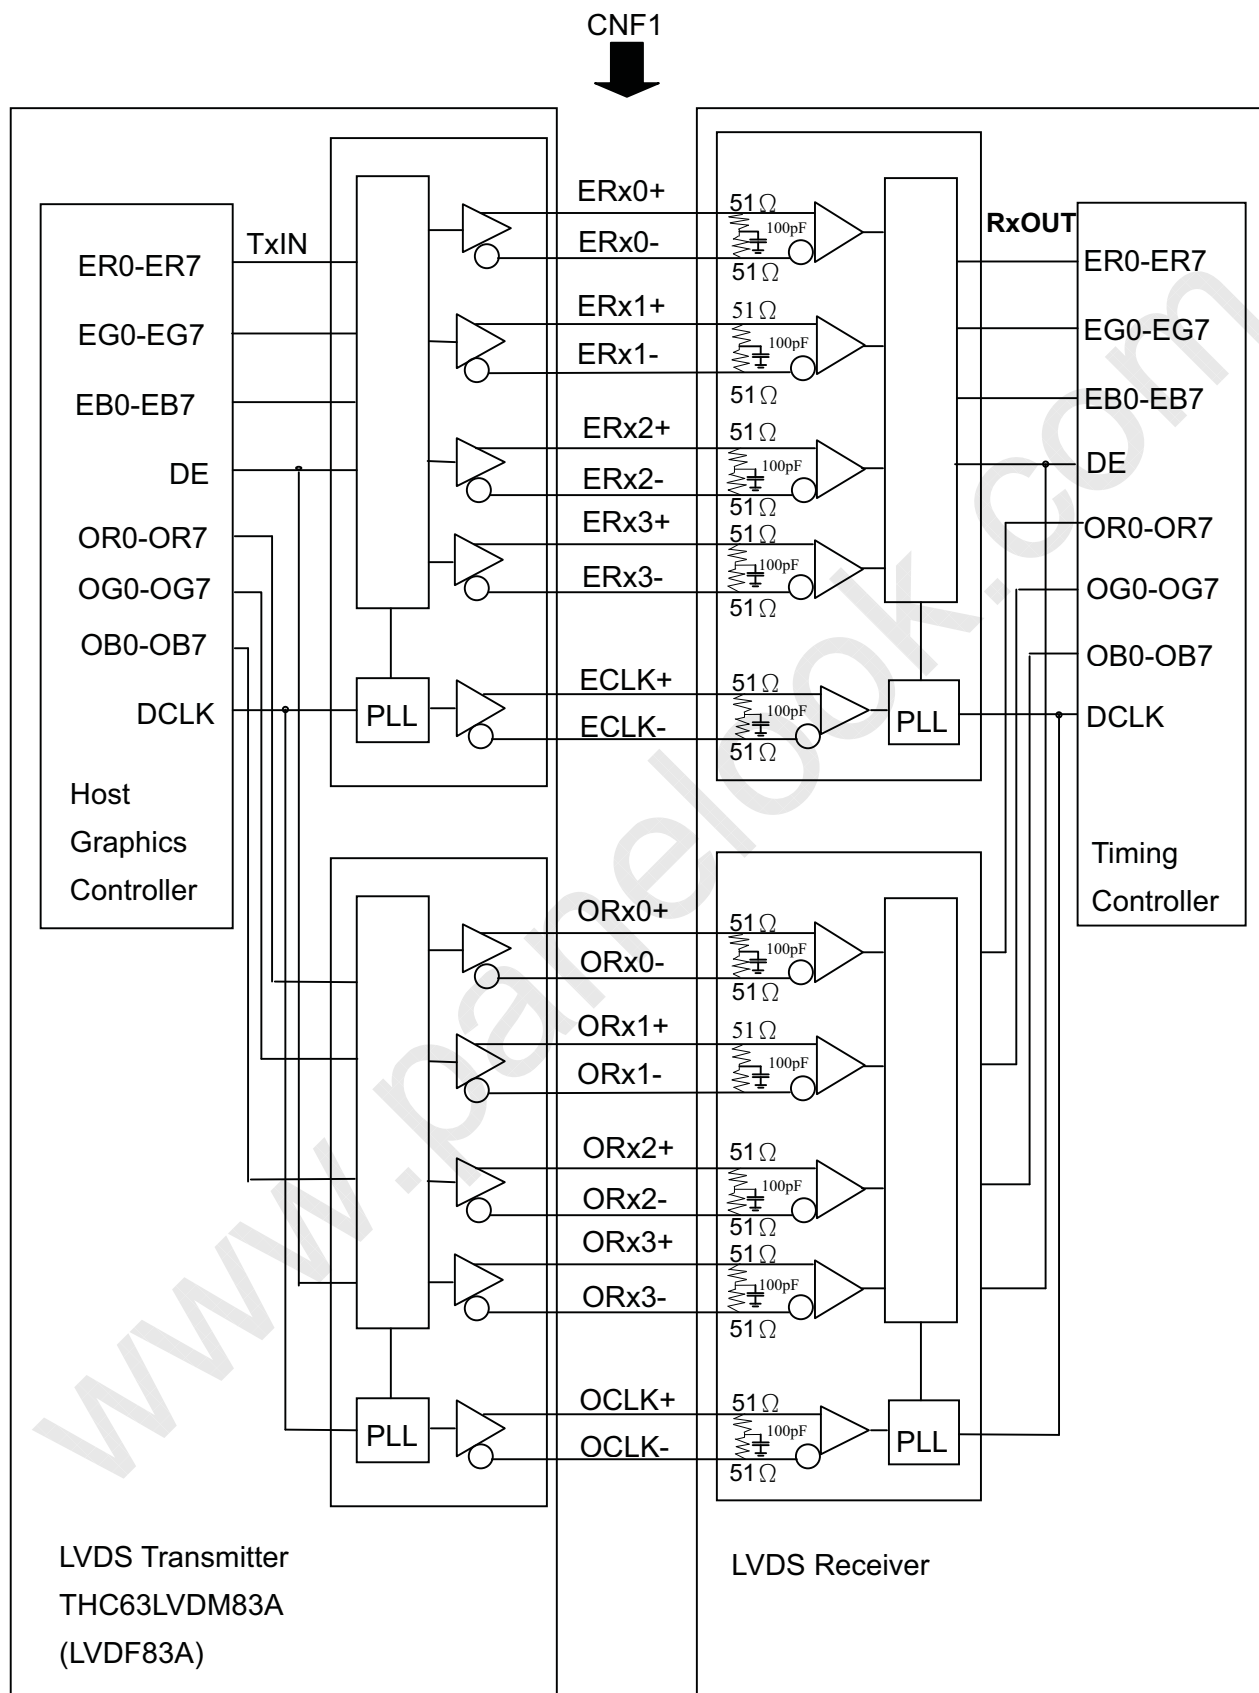 CNF1
Host
Graphics
Controller
ER0-ER7
EG0-EG7
EB0-EB7
DE
OR0-OR7
OG0-OG7
OB0-OB7
DCLK
TxIN
PLL
ERx0+
ERx0-
ERx1+
ERx1-
ERx2+
ERx2-
ERx3+
ERx3-
ECLK+
ECLK-
51Ω
100pF
51Ω
51Ω
100pF
51Ω
51Ω
100pF
51Ω
51Ω
100pF
51Ω
51Ω
100pF
51Ω
PLL
RxOUT
ER0-ER7
EG0-EG7
EB0-EB7
DE
OR0-OR7
OG0-OG7
OB0-OB7
DCLK
Timing
Controller
PLL
ORx0+
ORx0-
ORx1+
ORx1-
ORx2+
ORx2-
ORx3+
ORx3-
OCLK+
OCLK-
51Ω
100pF
51Ω
51Ω
100pF
51Ω
100pF
51Ω
51Ω
100pF
51Ω
51Ω
100pF
51Ω
PLL
LVDS Transmitter
THC63LVDM83A
(LVDF83A)
LVDS Receiver
www.panelook.com